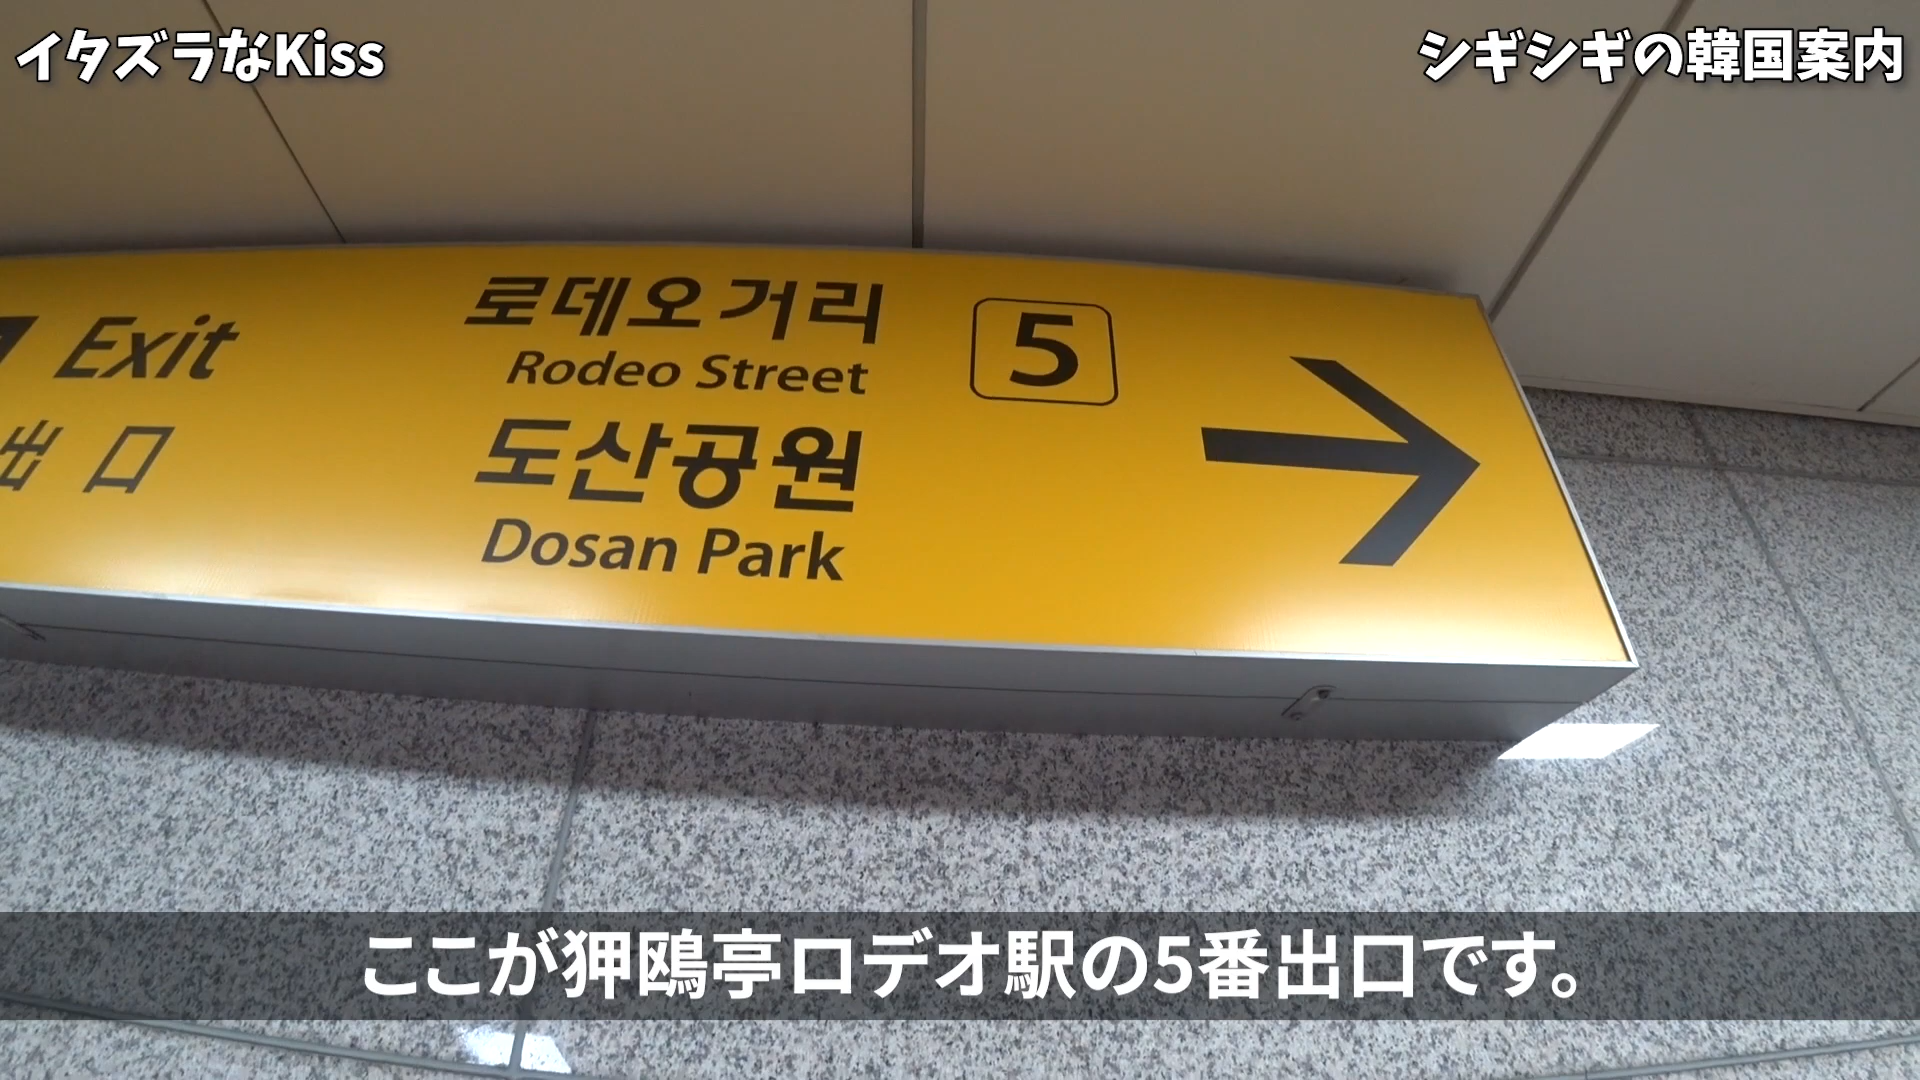 イタズラなKiss
シギシギの韓国案内
로데오거리
Rodeo Street
5
Exit
出口
도산공원
Dosan Park
ここが狎鴎亭ロデオ駅の5番出口です。